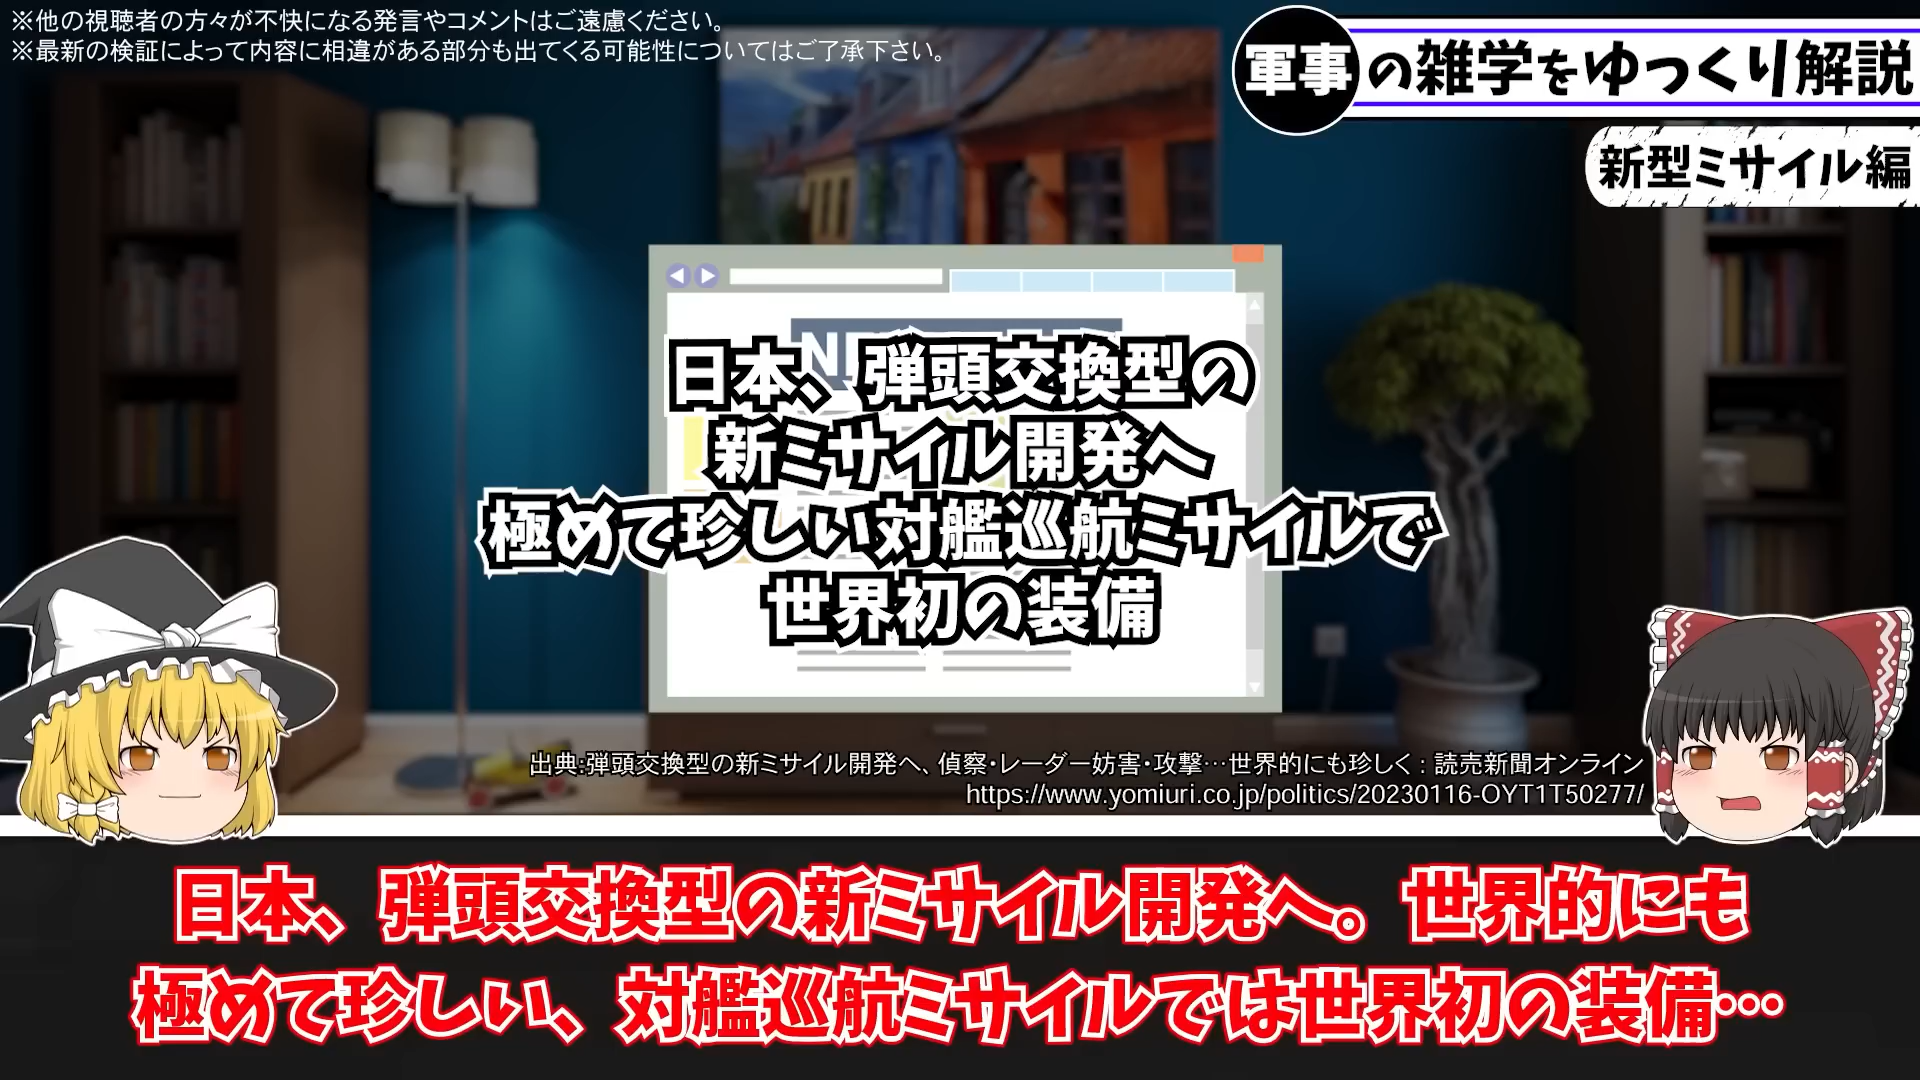 ※他の視聴者の方々が不快になる発言やコメントはご遠慮ください。
※最新の検証によって内容に相違がある部分も出てくる可能性についてはご了承下さい。
軍事の雑学をゆっくり解説
新型ミサイル編
日本、弾頭交換型の
新ミサイル開発へ
極めて珍しい対艦巡航ミサイルで
世界初の装備
出典:弾頭交換型の新ミサイル開発へ、偵察・レーダー妨害・攻撃…世界的にも珍しく : 読売新聞オンライン
https://www.yomiuri.co.jp/politics/20230116-OYT1T50277/
日本、弾頭交換型の新ミサイル開発へ。世界的にも
極めて珍しい、対艦巡航ミサイルでは世界初の装備…